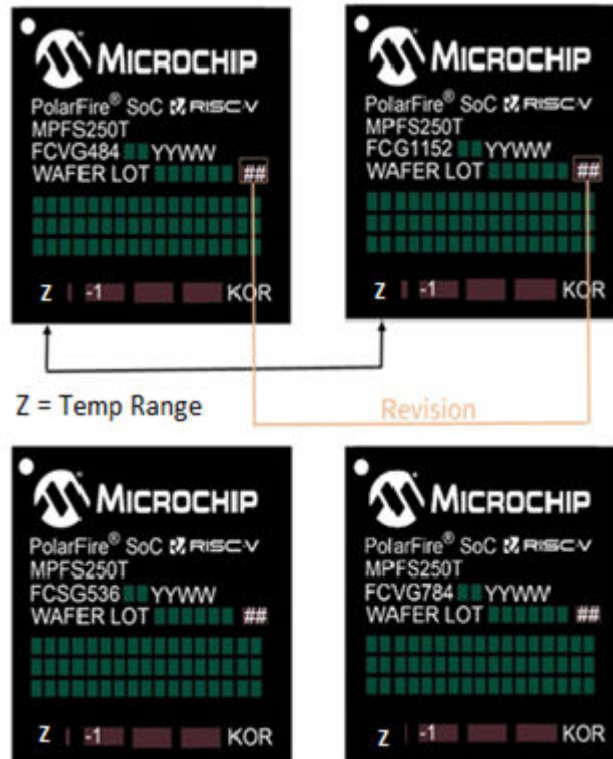 MICROCHIP
PolarFire® SoC RISC-V
MPFS250T
FCVG484 YYWW
WAFER LOT ##
Z -1 KOR
MICROCHIP
PolarFire® SoC RISC-V
MPFS250T
FCG1152 YYWW
WAFER LOT ##
Z -1 KOR
Z = Temp Range
Revision
MICROCHIP
PolarFire® SoC RISC-V
MPFS250T
FCSG536 YYWW
WAFER LOT ##
Z -1 KOR
MICROCHIP
PolarFire® SoC RISC-V
MPFS250T
FCVG784 YYWW
WAFER LOT ##
Z -1 KOR